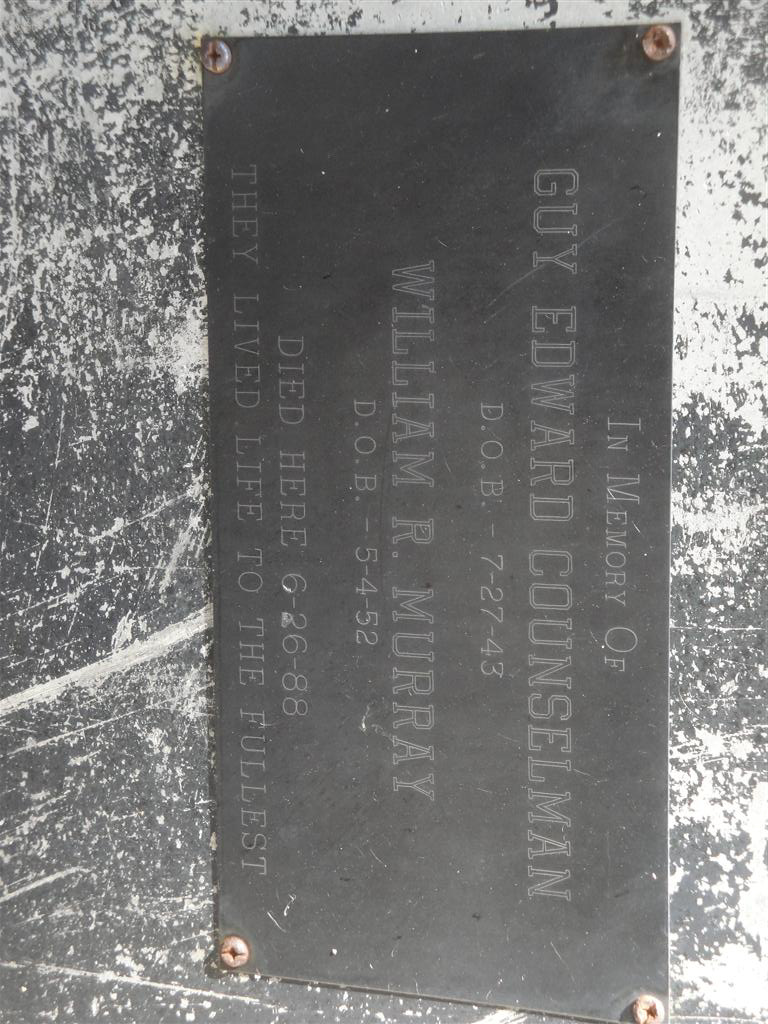 IN MEMORY OF
GUY EDWARD COUNSELMAN
D.O.B. - 7-27-43
WILLIAM R. MURRAY
D.O.B. - 5-4-52
DIED HERE 6-26-88
THEY LIVED LIFE TO THE FULLEST